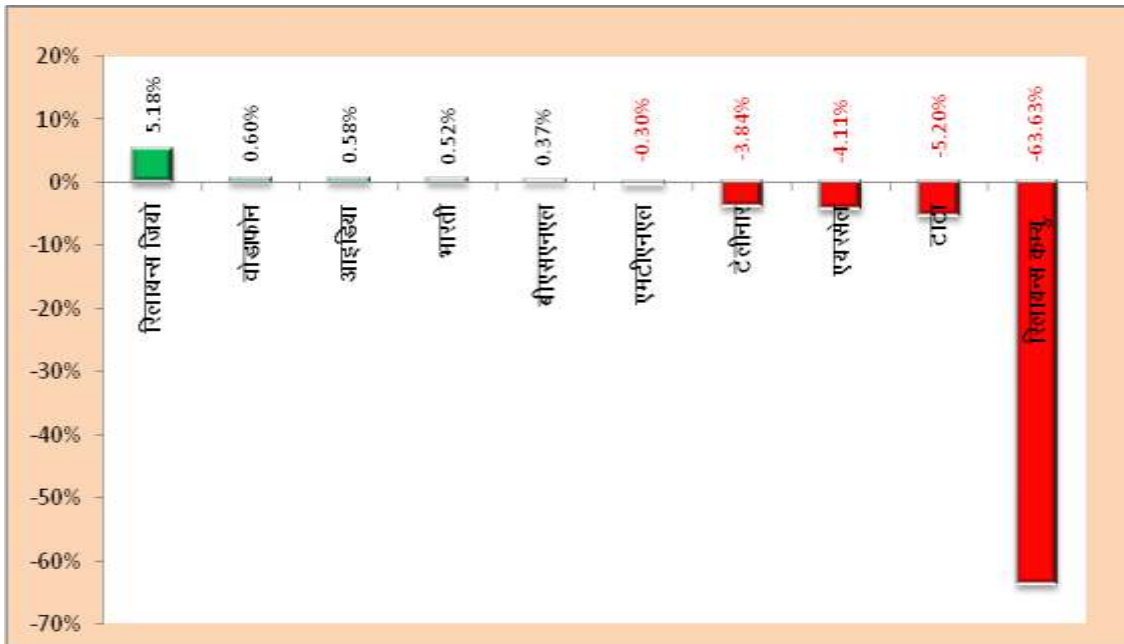 20%
10%
0%
-10%
-20%
-30%
-40%
-50%
-60%
-70%
5.18%
0.60%
0.58%
0.52%
0.37%
-0.30%
-3.84%
-4.11%
-5.20%
-63.63%
रिलायन्स जियो
वोडाफोन
आइडिया
भारती
बीएसएनएल
एमटीएनएल
टेलीनार
एयरसेल
टाटा
रिलायन्स कम्यू